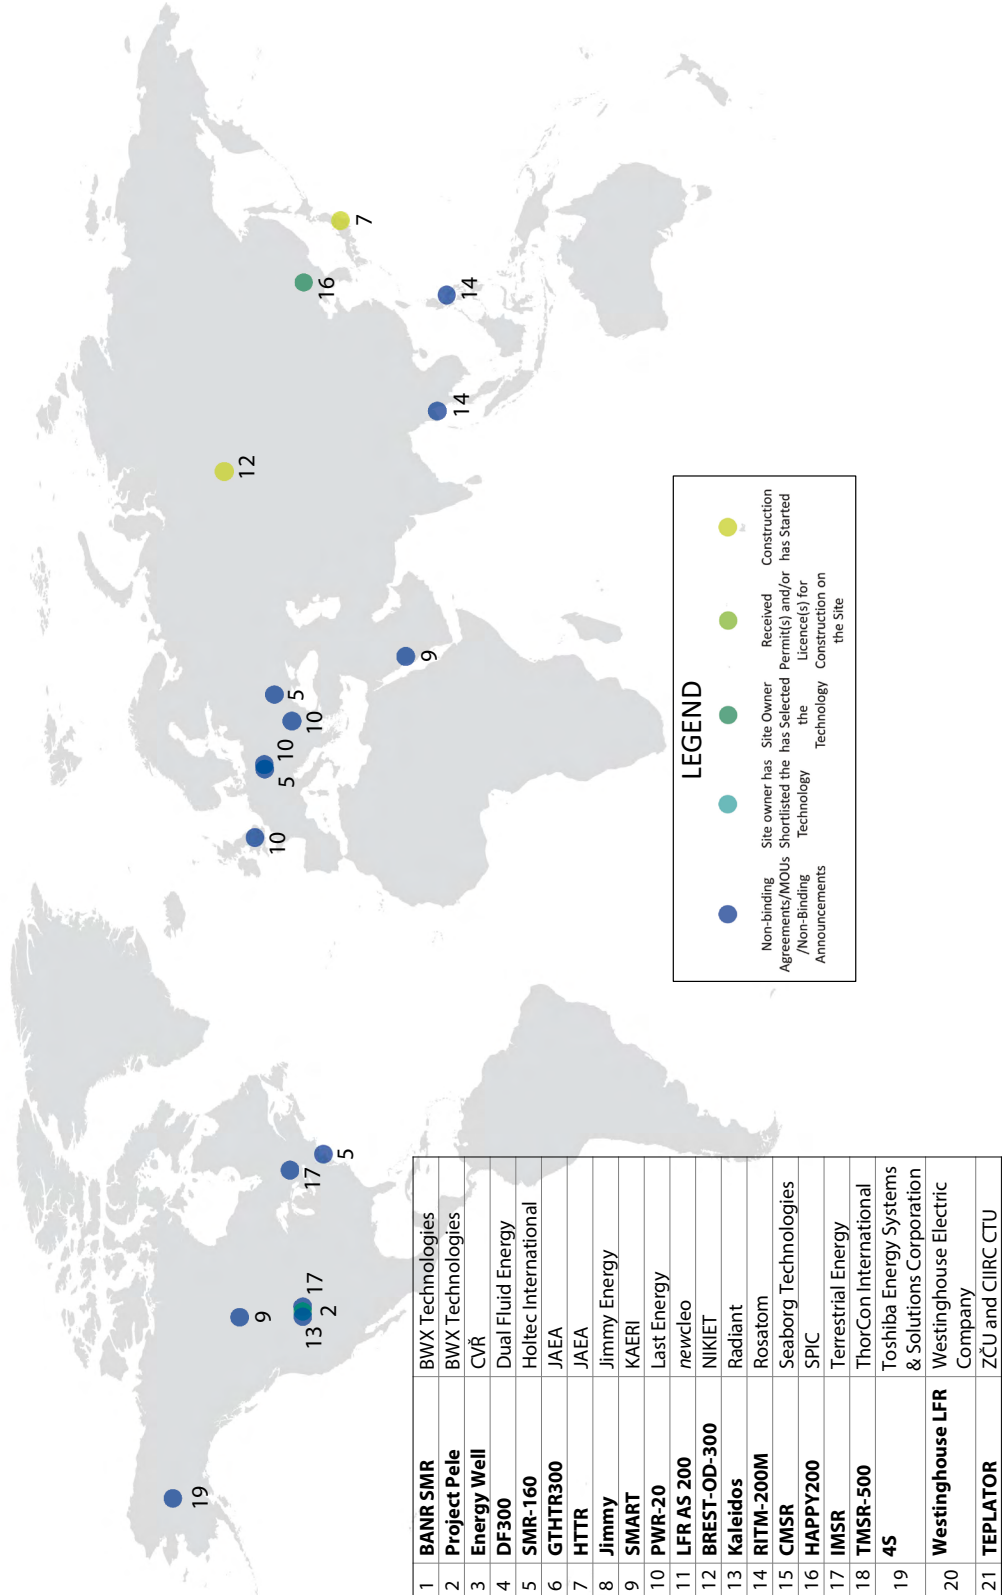 19
9
13
2
17
17
5
10
5
10
10
5
9
12
14
14
16
7
LEGEND
Non-binding
Agreements/MOUs
/Non-Binding
Announcements
Site owner has
Shortlisted the
Technology
Site Owner
has Selected
the
Technology
Received
Permit(s) and/or
Licence(s) for
Construction on
the Site
Construction
has Started
1 BANR SMR BWX Technologies
2 Project Pele BWX Technologies
3 Energy Well CVŘ
4 DF300 Dual Fluid Energy
5 SMR-160 Holtec International
6 GTHTR300 JAEA
7 HTTR JAEA
8 Jimmy Jimmy Energy
9 SMART KAERI
10 PWR-20 Last Energy
11 LFR AS 200 newcleo
12 BREST-OD-300 NIKIET
13 Kaleidos Radiant
14 RITM-200M Rosatom
15 CMSR Seaborg Technologies
16 HAPPY200 SPIC
17 IMSR Terrestrial Energy
18 TMSR-500 ThorCon International
19 4S Toshiba Energy Systems
& Solutions Corporation
20 Westinghouse LFR Westinghouse Electric
Company
21 TEPLATOR ZČU and CIIRC CTU